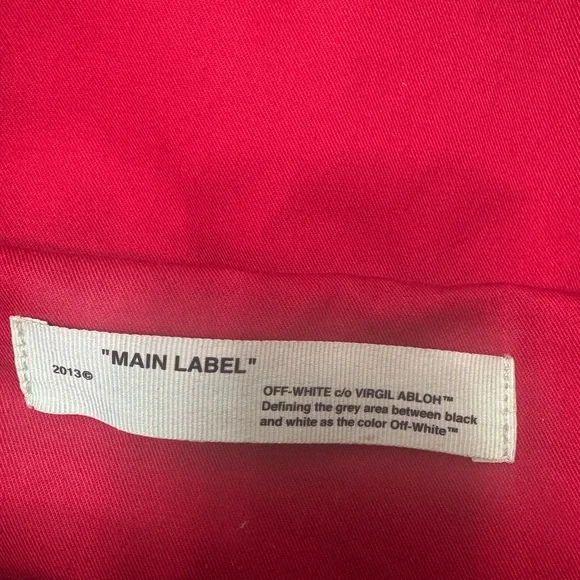 2013© "MAIN LABEL"
OFF-WHITE c/o VIRGIL ABLOH™
Defining the grey area between black
and white as the color Off-White™